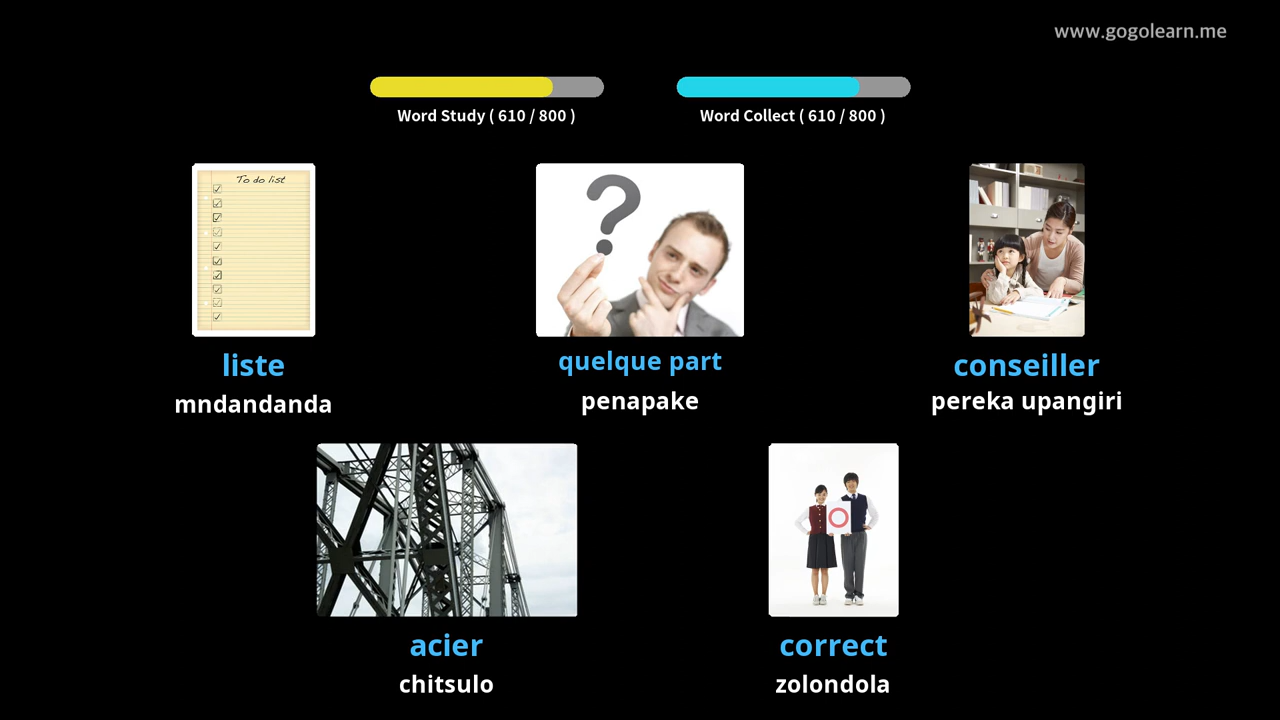 www.gogolearn.me
Word Study ( 610 / 800 )
Word Collect ( 610 / 800 )
To do list
liste
quelque part
conseiller
mndandanda
penapake
pereka upangiri
acier
correct
chitsulo
zolondola